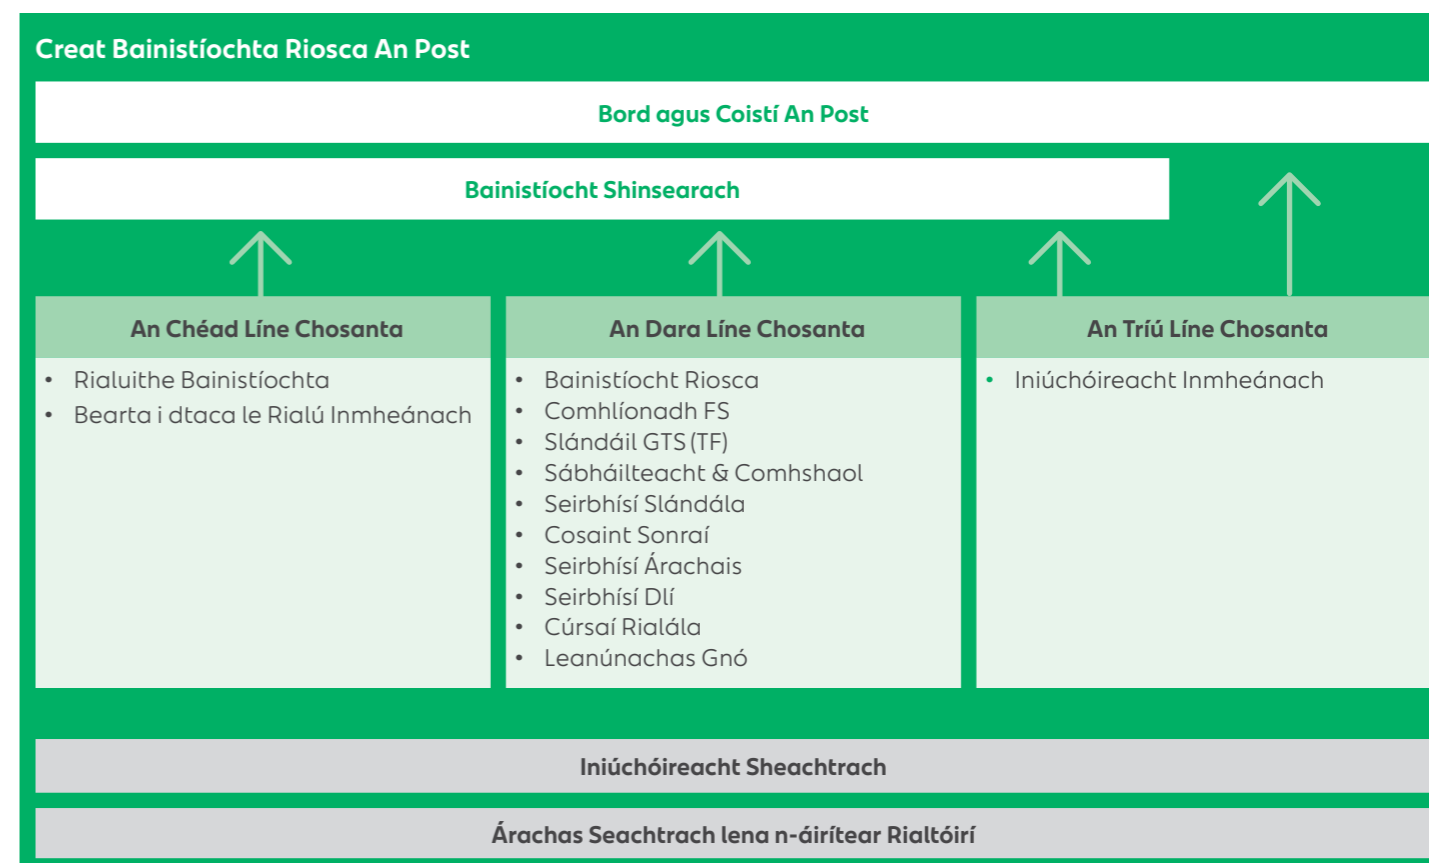 Creat Bainistíochta Riosca An Post
Bord agus Coistí An Post
Bainistíocht Shinsearach
An Chéad Líne Chosanta
• Rialuithe Bainistíochta
• Bearta i dtaca le Rialú Inmheánach
An Dara Líne Chosanta
• Bainistíocht Riosca
• Comhlíonadh FS
• Slándáil GTS (TF)
• Sábháilteacht & Comhshaol
• Seirbhísí Slándála
• Cosaint Sonraí
• Seirbhísí Árachais
• Seirbhísí Dlí
• Cúrsaí Rialála
• Leanúnachas Gnó
An Tríú Líne Chosanta
• Iniúchóireacht Inmheánach
Iniúchóireacht Sheachtrach
Árachas Seachtrach lena n-áirítear Rialtóirí